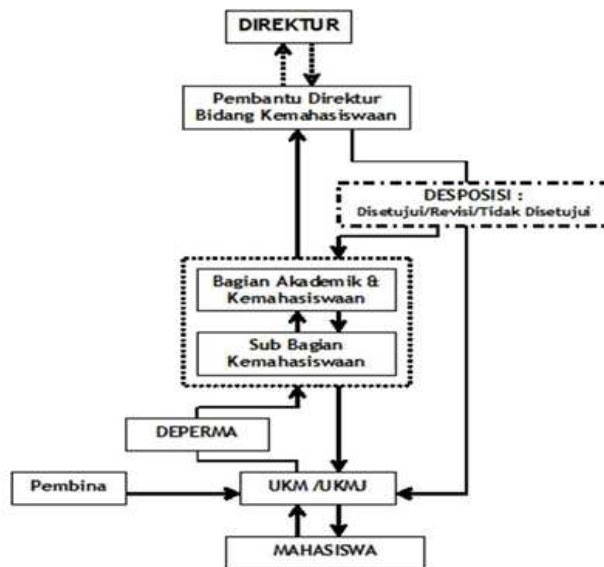 DIREKTUR
Pembantu Direktur
Bidang Kemahasiswaan
DESPOSISI :
Disetujui/Revisi/Tidak Disetujui
Bagian Akademik &
Kemahasiswaan
Sub Bagian
Kemahasiswaan
DEPERMA
Pembina
UKM /UKMJ
MAHASISWA